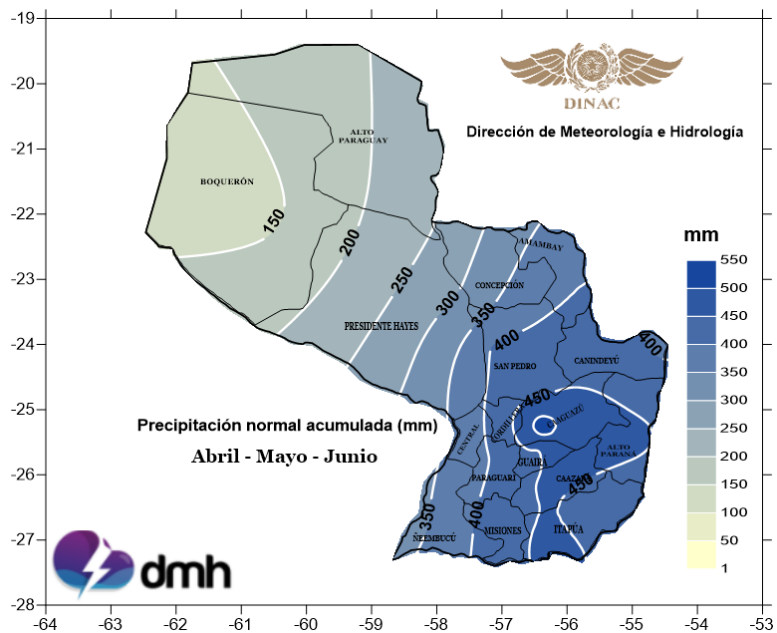 -19
-20
-21
-22
-23
-24
-25
-26
-27
-28
-64
-63
-62
-61
-60
-59
-58
-57
-56
-55
-54
-53
DINAC
Dirección de Meteorología e Hidrología
ALTO
PARAGUAY
BOQUERÓN
150
200
250
300
350
400
AMAMBAY
CONCEPCIÓN
PRESIDENTE HAYES
SAN PEDRO
CANINDEYÚ
400
450
CORDILLERA
CAAGUAZÚ
CENTRAL
ALTO
PARANÁ
GUAIRA
PARAGUARÍ
CAAZAPÁ
450
350
400
ÑEEMBUCÚ
MISIONES
ITAPÚA
Precipitación normal acumulada (mm)
Abril - Mayo - Junio
dmh
mm
550
500
450
400
350
300
250
200
150
100
50
1